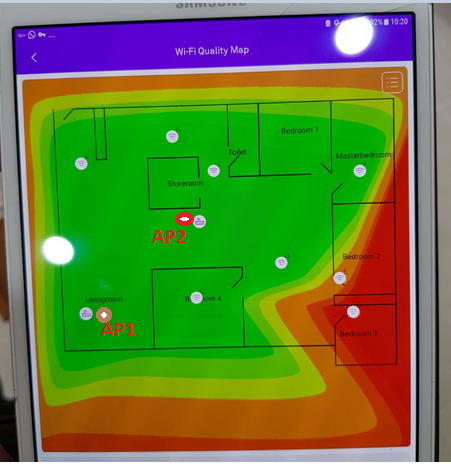 SAMSUNG
92% 10:20
Wi-Fi Quality Map
Bedroom 1
Toilet
Masterbedroom
Storeroom
AP2
Bedroom 2
Livingroom
4
AP1
Bedroom 3